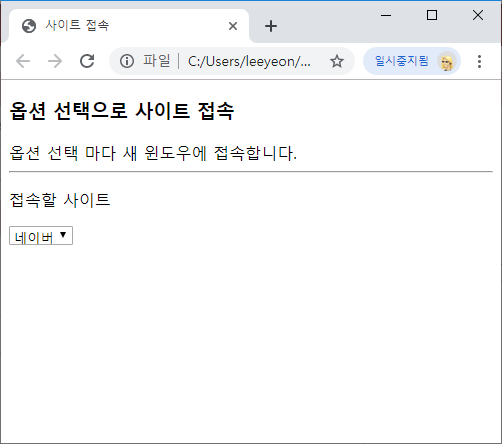 사이트 접속
파일 C:/Users/leeyeon/... 일시중지됨
옵션 선택으로 사이트 접속
옵션 선택 마다 새 윈도우에 접속합니다.
접속할 사이트
네이버